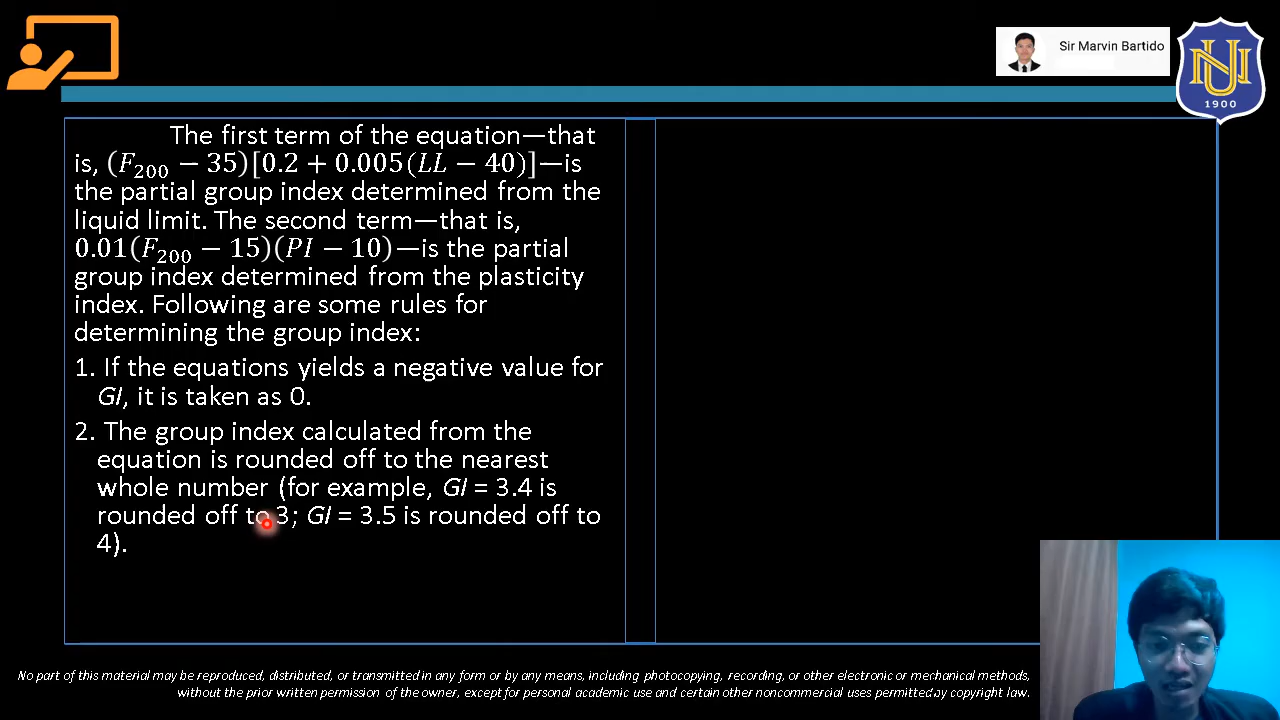 Sir Marvin Bartido
NU
1900
The first term of the equation—that
is, (F₂₀₀ − 35)[0.2 + 0.005(LL − 40)]—is
the partial group index determined from the
liquid limit. The second term—that is,
0.01(F₂₀₀ − 15)(PI − 10)—is the partial
group index determined from the plasticity
index. Following are some rules for
determining the group index:
1. If the equations yields a negative value for
GI, it is taken as 0.
2. The group index calculated from the
equation is rounded off to the nearest
whole number (for example, GI = 3.4 is
rounded off to 3; GI = 3.5 is rounded off to
4).
No part of this material may be reproduced, distributed, or transmitted in any form or by any means, including photocopying, recording, or other electronic or mechanical methods,
without the prior written permission of the owner, except for personal academic use and certain other noncommercial uses permitted by copyright law.